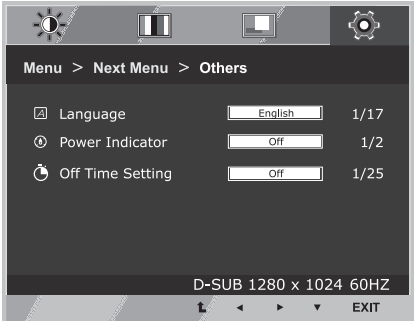 Menu > Next Menu > Others
Language English 1/17
Power Indicator Off 1/2
Off Time Setting Off 1/25
D-SUB 1280 x 1024 60HZ
EXIT